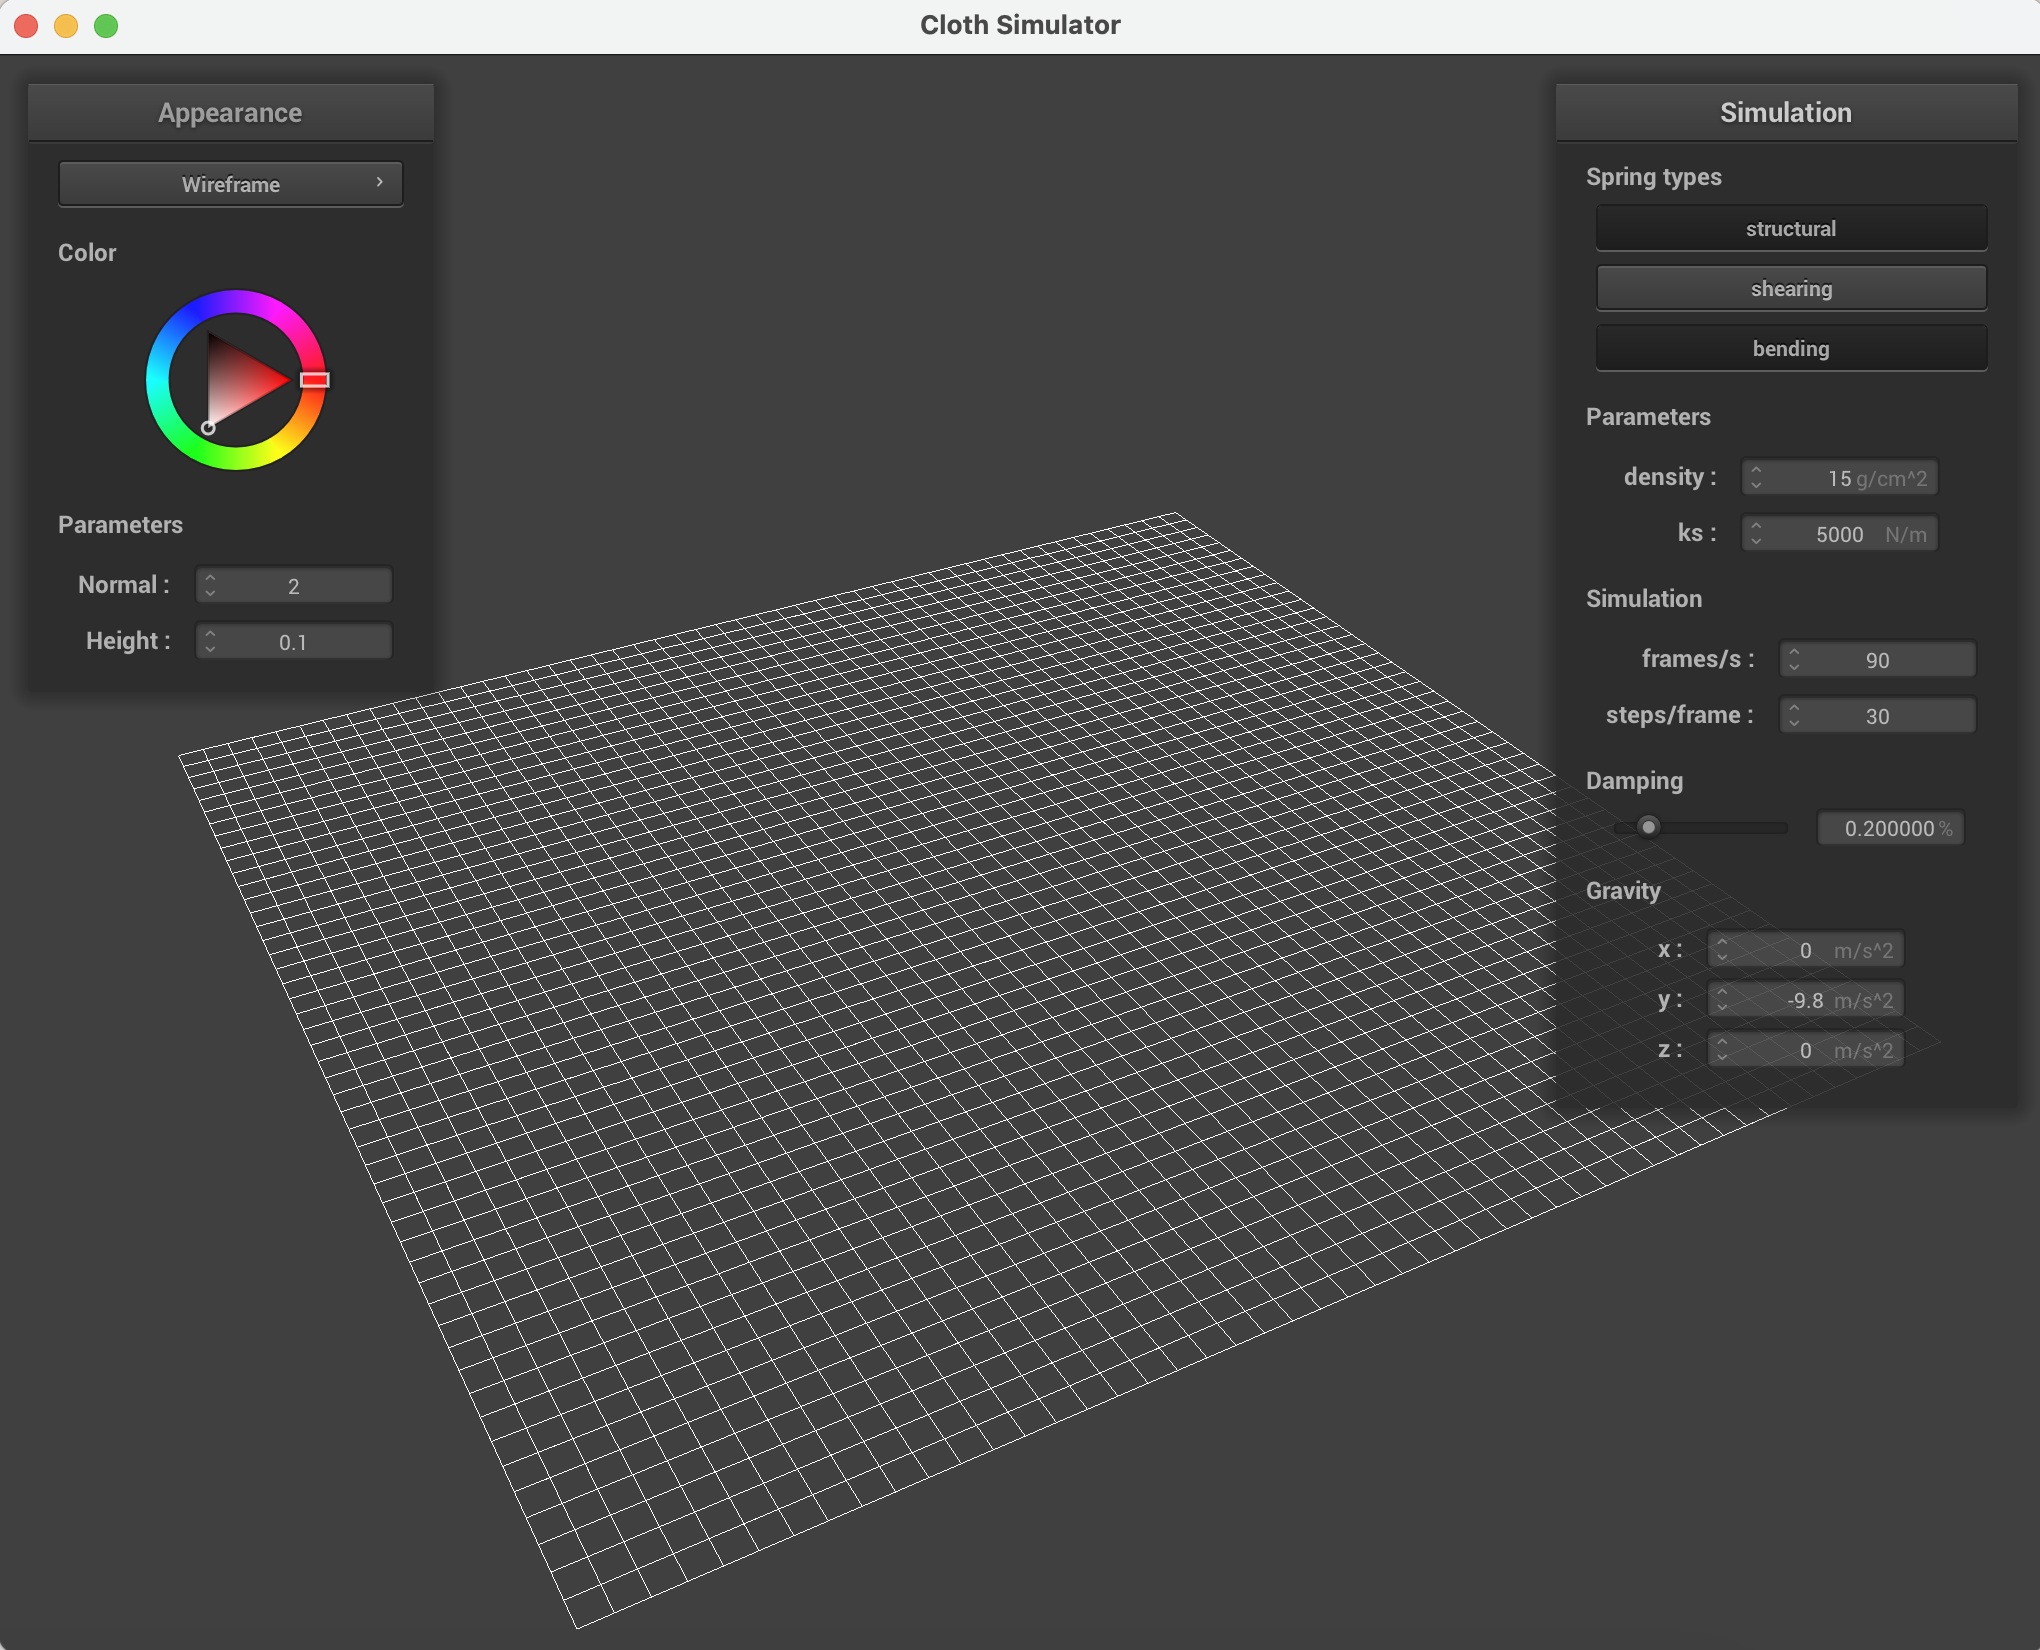 Cloth Simulator
Appearance
Wireframe
Color
Parameters
Normal : 2
Height : 0.1
Simulation
Spring types
structural
shearing
bending
Parameters
density : 15 g/cm^2
ks : 5000 N/m
Simulation
frames/s : 90
steps/frame : 30
Damping
0.200000 %
Gravity
x : 0 m/s^2
y : -9.8 m/s^2
z : 0 m/s^2